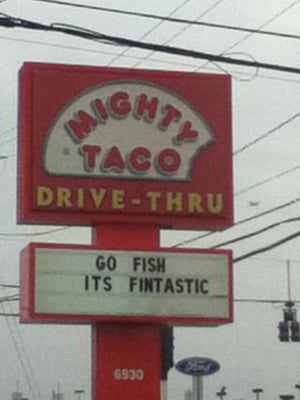 MIGHTY
TACO
DRIVE-THRU
GO FISH
ITS FINTASTIC
6930
Ford